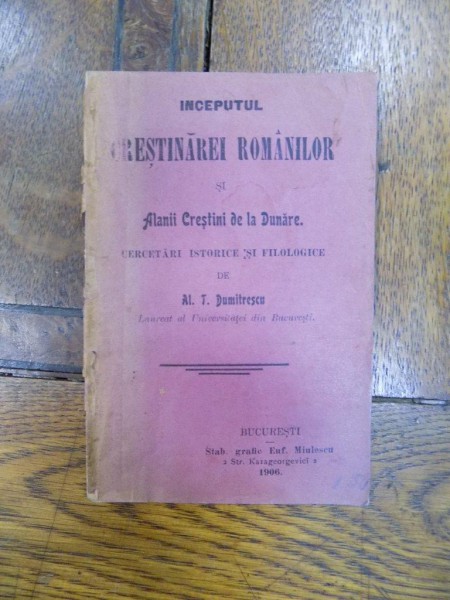 INCEPUTUL
CREȘTINĂREI ROMÂNILOR
ȘI
Alanii Creștini de la Dunăre.
CERCETĂRI ISTORICE ȘI FILOLOGICE
DE
Al. T. Dumitrescu
Laureat al Universităței din București.
BUCUREȘTI
Stab. grafic Enf. Miulescu
Str. Karageorgevici
1906.